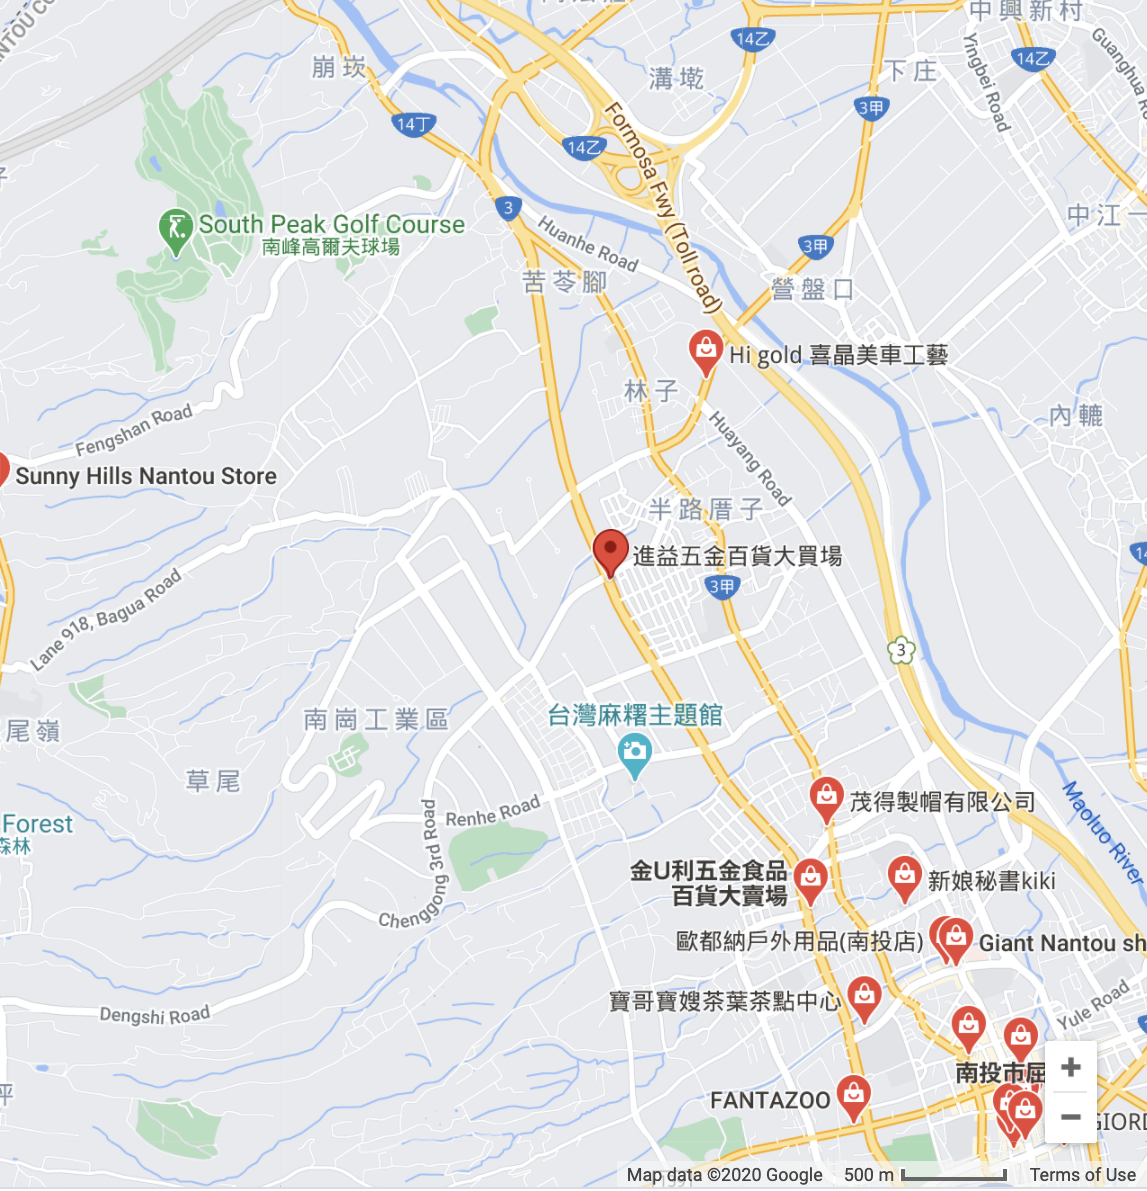 中興新村
崩崁
14乙
溝墘
下庄
14乙
Yingbei Road
3甲
14丁
14乙
Formosa Fwy (Toll road)
3
South Peak Golf Course
南峰高爾夫球場
Huanhe Road
中江一
3甲
苦苓腳
營盤口
Hi gold 喜晶美車工藝
林子
內轆
Fengshan Road
Huayang Road
Sunny Hills Nantou Store
半路厝子
進益五金百貨大買場
3甲
Lane 918, Bagua Road
3
台灣麻糬主題館
南崗工業區
尾嶺
草尾
Renhe Road
茂得製帽有限公司
Maoluo River
Forest
森林
Chenggong 3rd Road
金U利五金食品
百貨大賣場
新娘秘書kiki
歐都納戶外用品(南投店)
Giant Nantou sh
寶哥寶嫂茶葉茶點中心
Dengshi Road
Yule Road
南投市屈
平
FANTAZOO
GIORD
Map data ©2020 Google 500 m Terms of Use